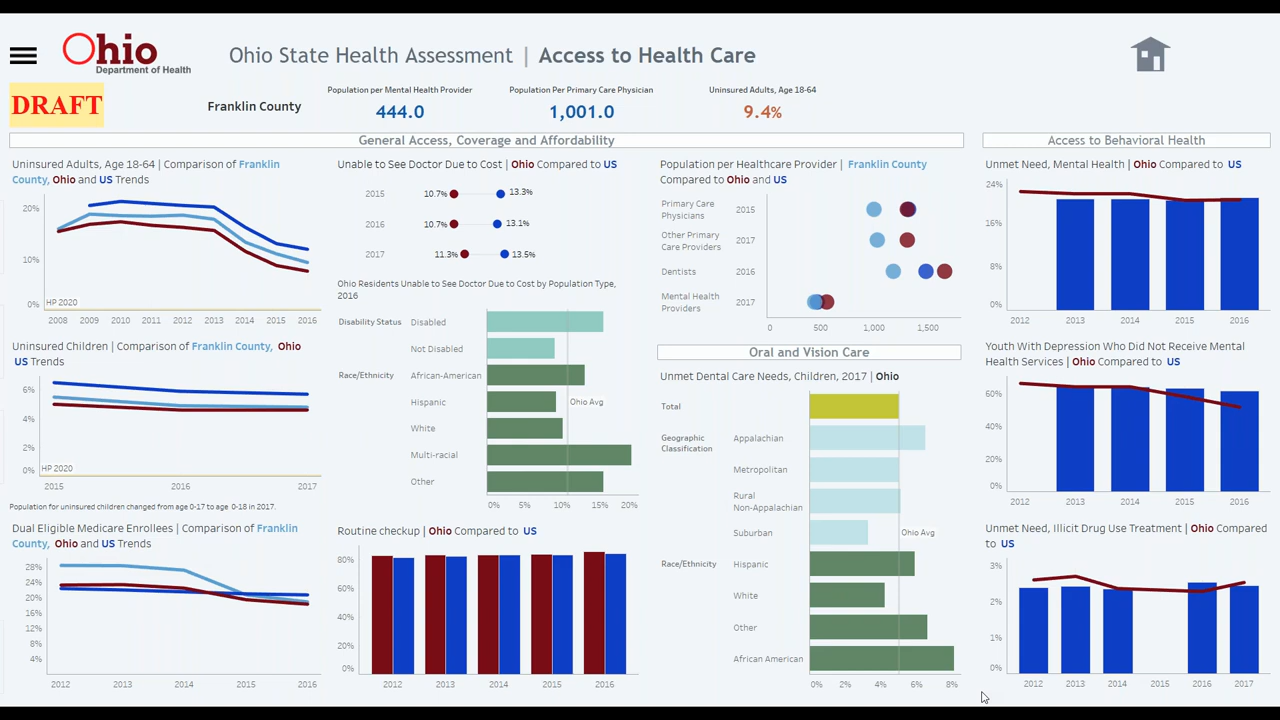 Ohio
Department of Health
Ohio State Health Assessment | Access to Health Care
DRAFT
Franklin County
Population per Mental Health Provider
444.0
Population Per Primary Care Physician
1,001.0
Uninsured Adults, Age 18-64
9.4%
General Access, Coverage and Affordability
Uninsured Adults, Age 18-64 | Comparison of Franklin
County, Ohio and US Trends
20%
10%
0%
HP 2020
2008 2009 2010 2011 2012 2013 2014 2015 2016
Uninsured Children | Comparison of Franklin County, Ohio
US Trends
6%
4%
2%
0%
HP 2020
2015 2016 2017
Population for uninsured children changed from age 0-17 to age 0-18 in 2017.
Dual Eligible Medicare Enrollees | Comparison of Franklin
County, Ohio and US Trends
28%
24%
20%
16%
12%
8%
4%
2012 2013 2014 2015 2016
Unable to See Doctor Due to Cost | Ohio Compared to US
2015 10.7% 13.3%
2016 10.7% 13.1%
2017 11.3% 13.5%
Ohio Residents Unable to See Doctor Due to Cost by Population Type,
2016
Disability Status Disabled
Not Disabled
Race/Ethnicity African-American
Hispanic Ohio Avg
White
Multi-racial
Other
0% 5% 10% 15% 20%
Routine checkup | Ohio Compared to US
80%
60%
40%
20%
0%
2012 2013 2014 2015 2016
Population per Healthcare Provider | Franklin County
Compared to Ohio and US
Primary Care
Physicians 2015
Other Primary
Care Providers 2017
Dentists 2016
Mental Health
Providers 2017
0 500 1,000 1,500
Oral and Vision Care
Unmet Dental Care Needs, Children, 2017 | Ohio
Total
Geographic
Classification
Appalachian
Metropolitan
Rural
Non-Appalachian
Suburban Ohio Avg
Race/Ethnicity Hispanic
White
Other
African American
0% 2% 4% 6% 8%
Access to Behavioral Health
Unmet Need, Mental Health | Ohio Compared to US
24%
16%
8%
0%
2012 2013 2014 2015 2016
Youth With Depression Who Did Not Receive Mental
Health Services | Ohio Compared to US
60%
40%
20%
0%
2012 2013 2014 2015 2016
Unmet Need, Illicit Drug Use Treatment | Ohio Compared
to US
3%
2%
1%
0%
2012 2013 2014 2015 2016 2017